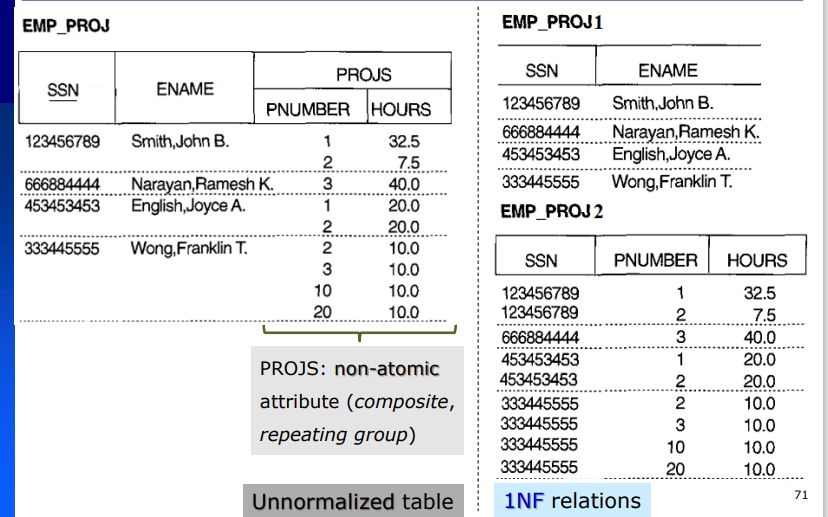 EMP_PROJ
SSN ENAME PROJS
PNUMBER HOURS
123456789 Smith,John B. 1 32.5
2 7.5
666884444 Narayan,Ramesh K. 3 40.0
453453453 English,Joyce A. 1 20.0
2 20.0
333445555 Wong,Franklin T. 2 10.0
3 10.0
10 10.0
20 10.0
PROJS: non-atomic
attribute (composite,
repeating group)
Unnormalized table
EMP_PROJ1
SSN ENAME
123456789 Smith,John B.
666884444 Narayan,Ramesh K.
453453453 English,Joyce A.
333445555 Wong,Franklin T.
EMP_PROJ2
SSN PNUMBER HOURS
123456789 1 32.5
123456789 2 7.5
666884444 3 40.0
453453453 1 20.0
453453453 2 20.0
333445555 2 10.0
333445555 3 10.0
333445555 10 10.0
333445555 20 10.0
1NF relations
71